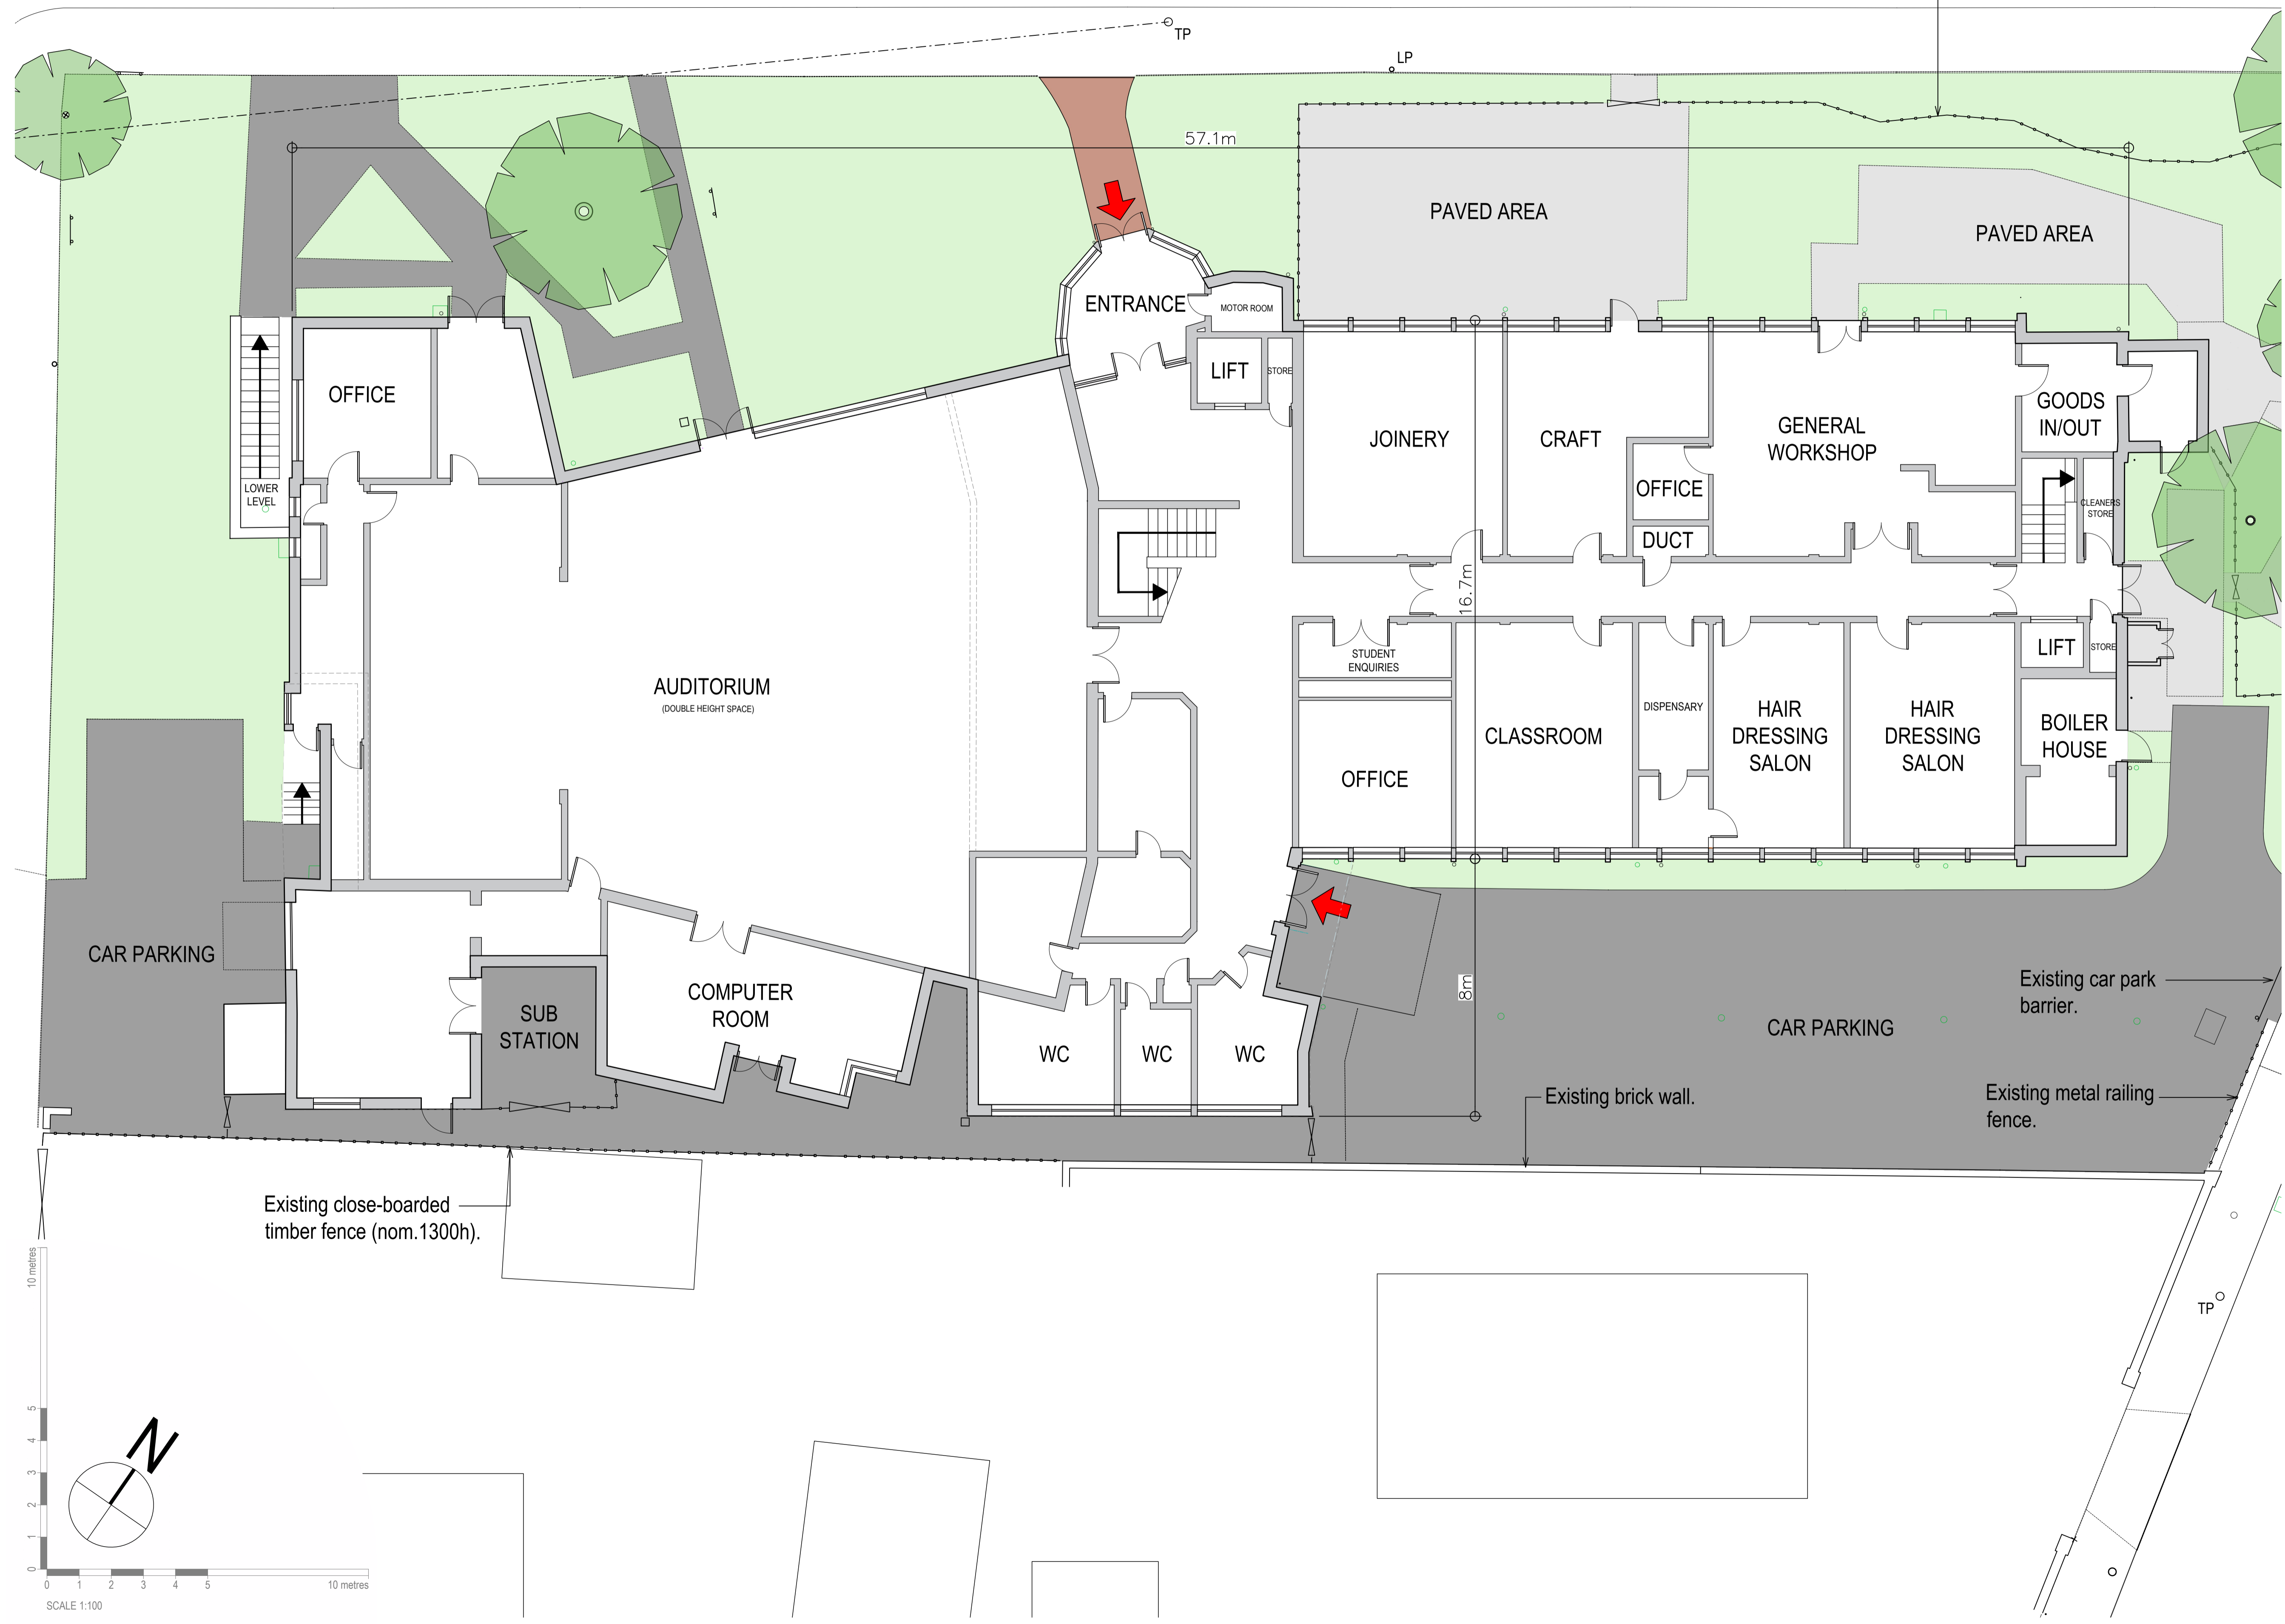 TP
LP
57.1m
PAVED AREA
PAVED AREA
ENTRANCE
MOTOR ROOM
LIFT
STORE
OFFICE
LOWER
LEVEL
JOINERY
CRAFT
GENERAL
WORKSHOP
GOODS
IN/OUT
OFFICE
DUCT
CLEANERS
STORE
16.7m
STUDENT
ENQUIRIES
LIFT
STORE
AUDITORIUM
(DOUBLE HEIGHT SPACE)
OFFICE
CLASSROOM
DISPENSARY
HAIR
DRESSING
SALON
HAIR
DRESSING
SALON
BOILER
HOUSE
CAR PARKING
SUB
STATION
COMPUTER
ROOM
WC
WC
WC
8m
CAR PARKING
Existing car park
barrier.
Existing brick wall.
Existing metal railing
fence.
Existing close-boarded
timber fence (nom.1300h).
TP
10 metres
5
4
3
2
1
0
N
0 1 2 3 4 5 10 metres
SCALE 1:100